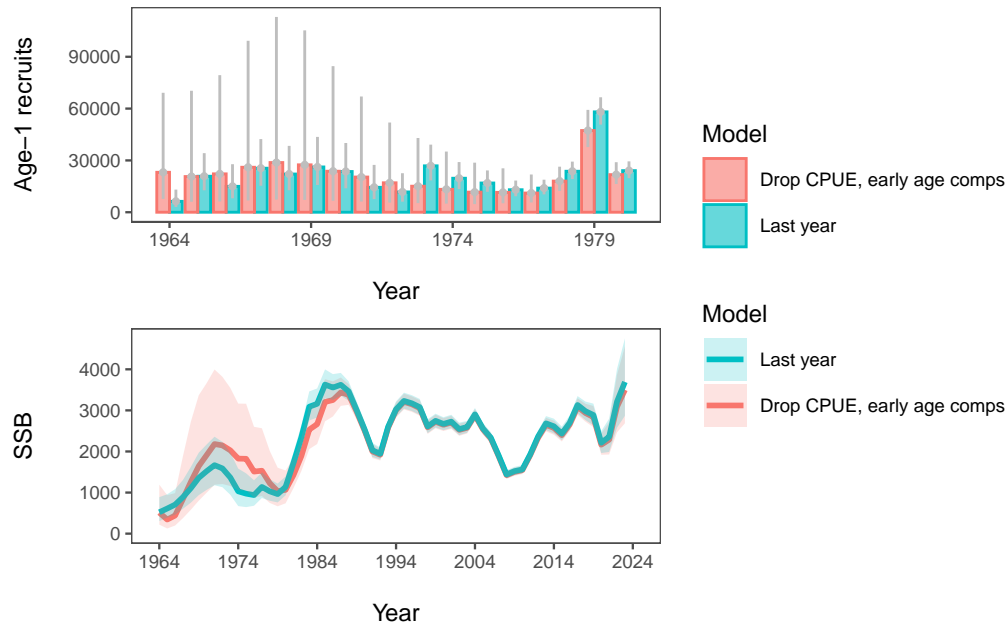 Age−1 recruits
90000
60000
30000
0
1964 1969 1974 1979
Year
Model
Drop CPUE, early age comps
Last year
SSB
4000
3000
2000
1000
0
1964 1974 1984 1994 2004 2014 2024
Year
Model
Last year
Drop CPUE, early age comps